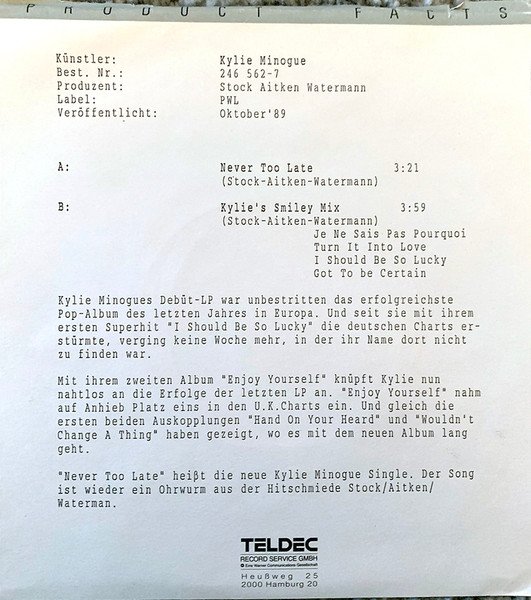 PRODUCT FACTS
Künstler: Kylie Minogue
Best. Nr.: 246 562-7
Produzent: Stock Aitken Watermann
Label: PWL
Veröffentlicht: Oktober'89
A: Never Too Late 3:21
(Stock-Aitken-Watermann)
B: Kylie's Smiley Mix 3:59
(Stock-Aitken-Watermann)
Je Ne Sais Pas Pourquoi
Turn It Into Love
I Should Be So Lucky
Got To be Certain
Kylie Minogues Debüt-LP war unbestritten das erfolgreichste
Pop-Album des letzten Jahres in Europa. Und seit sie mit ihrem
ersten Superhit "I Should Be So Lucky" die deutschen Charts er-
stürmte, verging keine Woche mehr, in der ihr Name dort nicht
zu finden war.
Mit ihrem zweiten Album "Enjoy Yourself" knüpft Kylie nun
nahtlos an die Erfolge der letzten LP an. "Enjoy Yourself" nahm
auf Anhieb Platz eins in den U.K.Charts ein. Und gleich die
ersten beiden Auskopplungen "Hand On Your Heard" und "Wouldn't
Change A Thing" haben gezeigt, wo es mit dem neuen Album lang
geht.
"Never Too Late" heißt die neue Kylie Minogue Single. Der Song
ist wieder ein Ohrwurm aus der Hitschmiede Stock/Aitken/
Waterman.
TELDEC
RECORD SERVICE GMBH
Eine Warner Communications Gesellschaft
Heußweg 25
2000 Hamburg 20